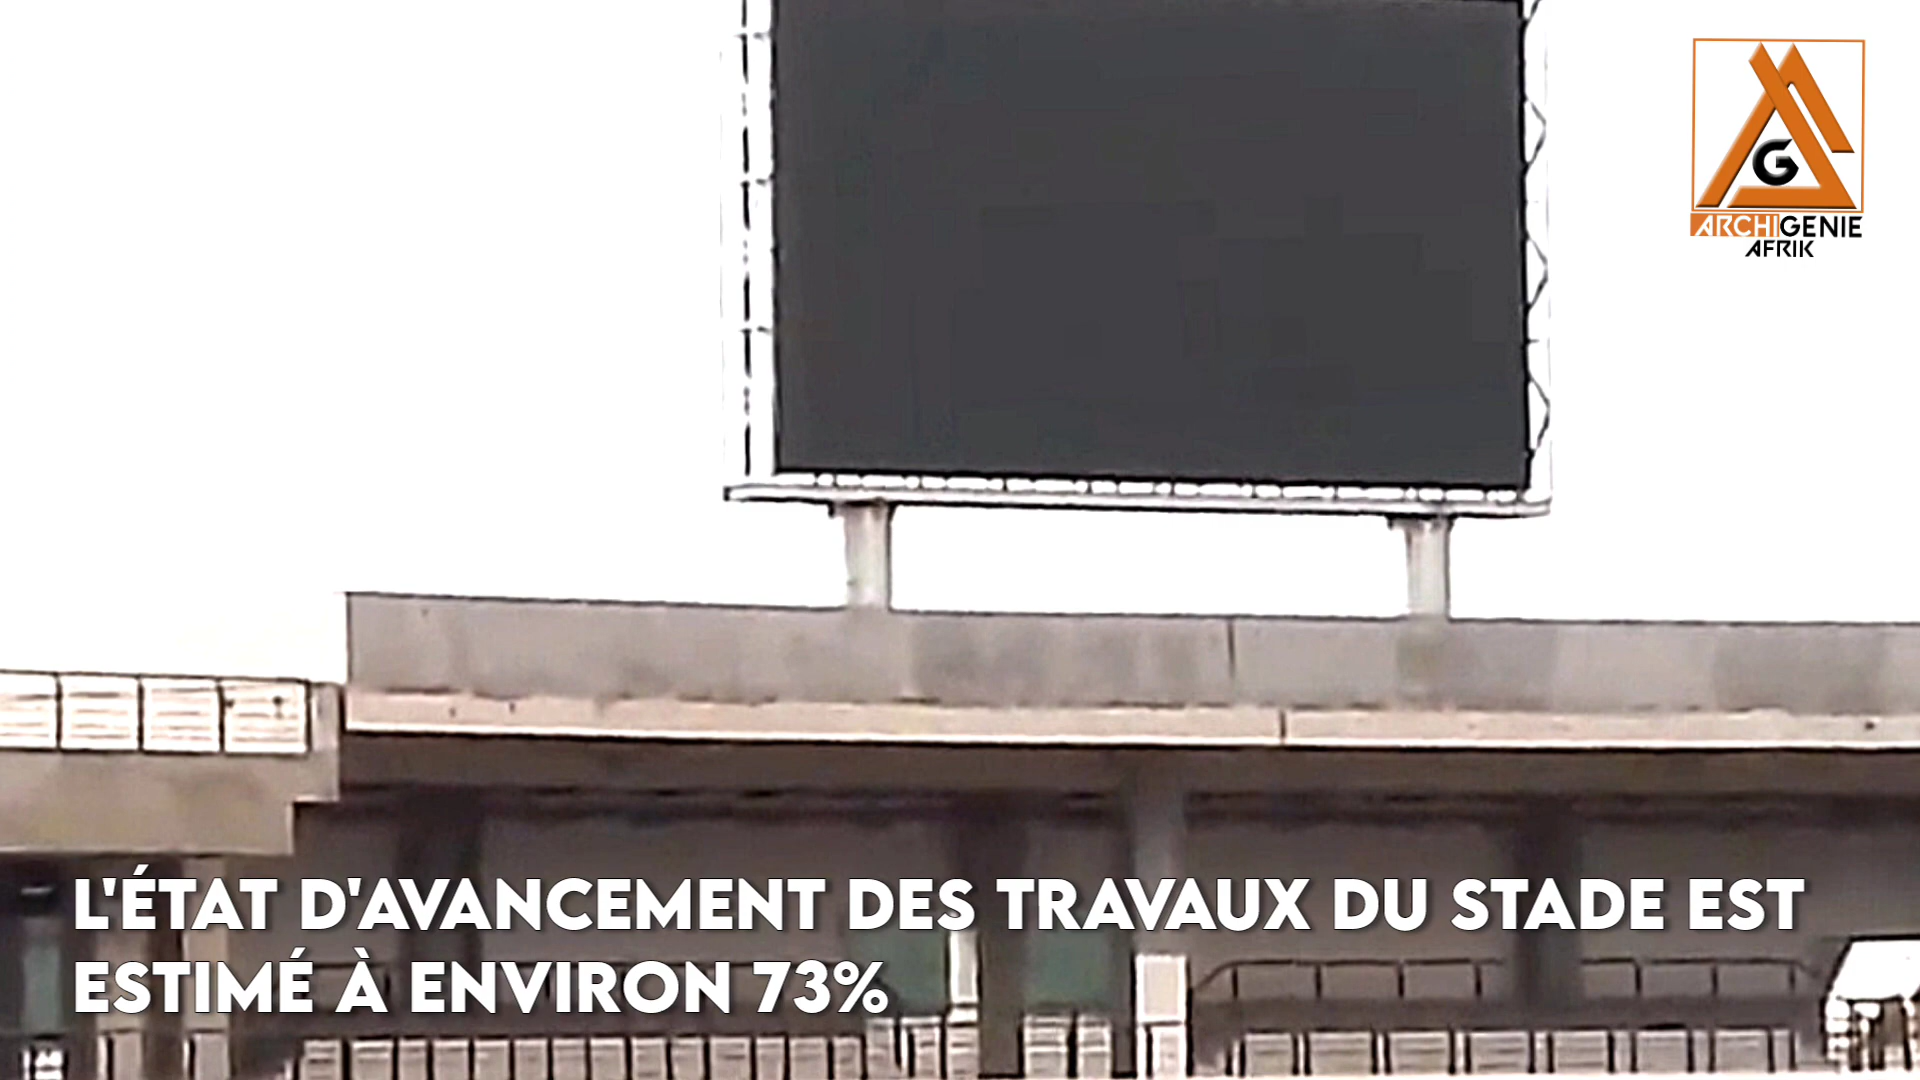 G
ARCHIGENIE
AFRIK
L'ÉTAT D'AVANCEMENT DES TRAVAUX DU STADE EST
ESTIMÉ À ENVIRON 73%